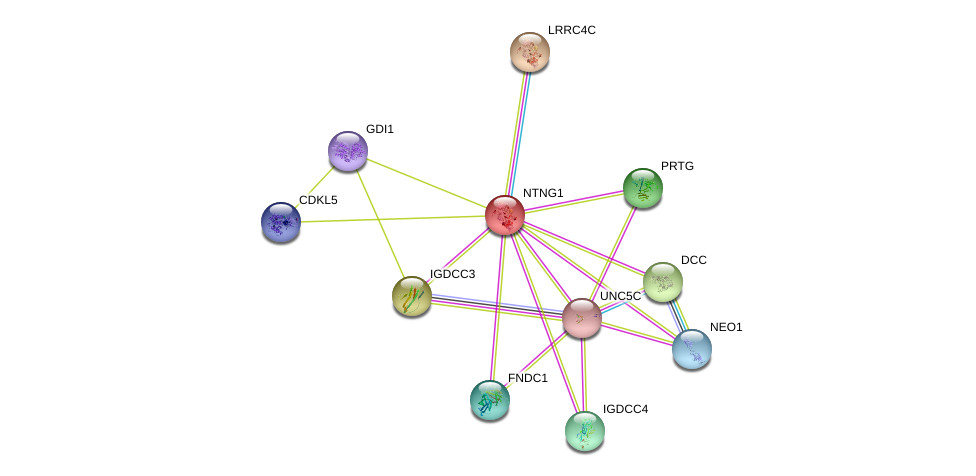 LRRC4C
GDI1
PRTG
NTNG1
CDKL5
DCC
IGDCC3
UNC5C
NEO1
FNDC1
IGDCC4